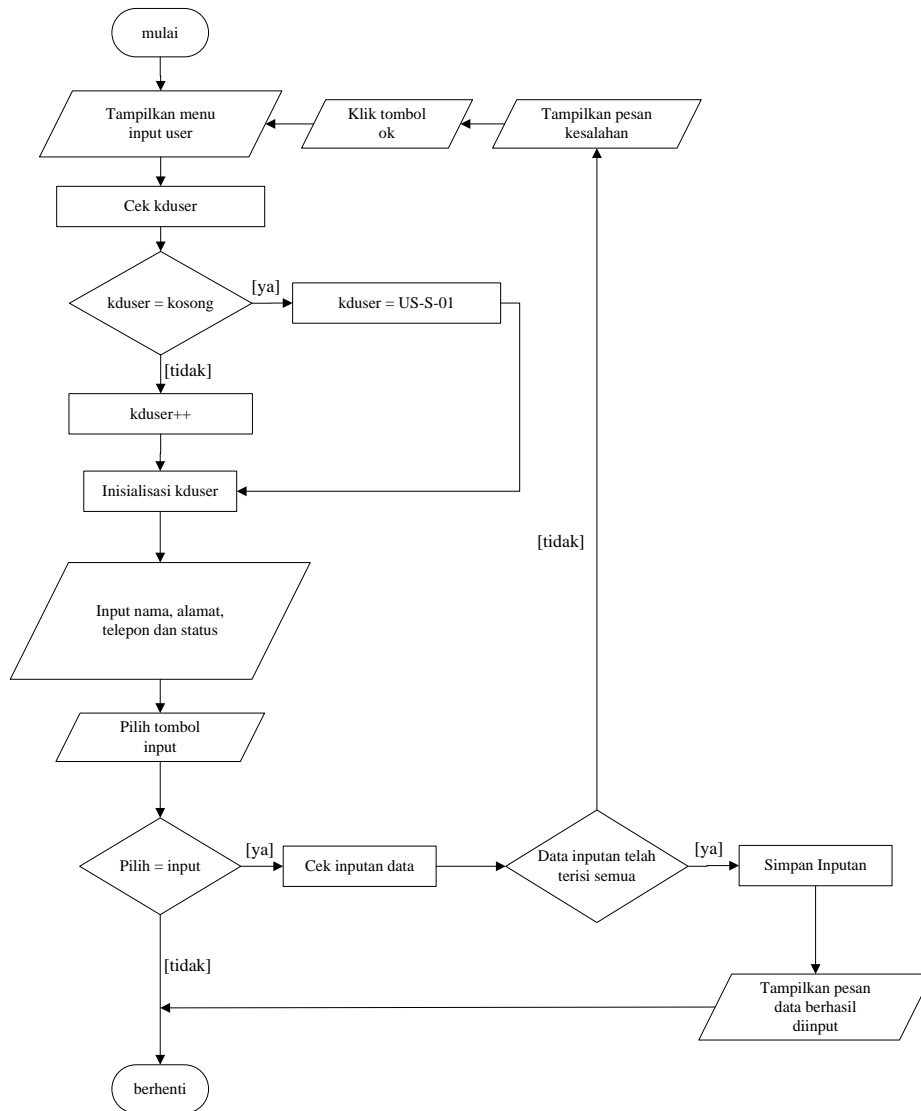 mulai
Tampilkan menu
input user
Klik tombol
ok
Tampilkan pesan
kesalahan
Cek kduser
kduser = kosong
[ya]
kduser = US-S-01
[tidak]
kduser++
Inisialisasi kduser
[tidak]
Input nama, alamat,
telepon dan status
Pilih tombol
input
Pilih = input
[ya]
Cek inputan data
Data inputan telah
terisi semua
[ya]
Simpan Inputan
[tidak]
Tampilkan pesan
data berhasil
diinput
berhenti